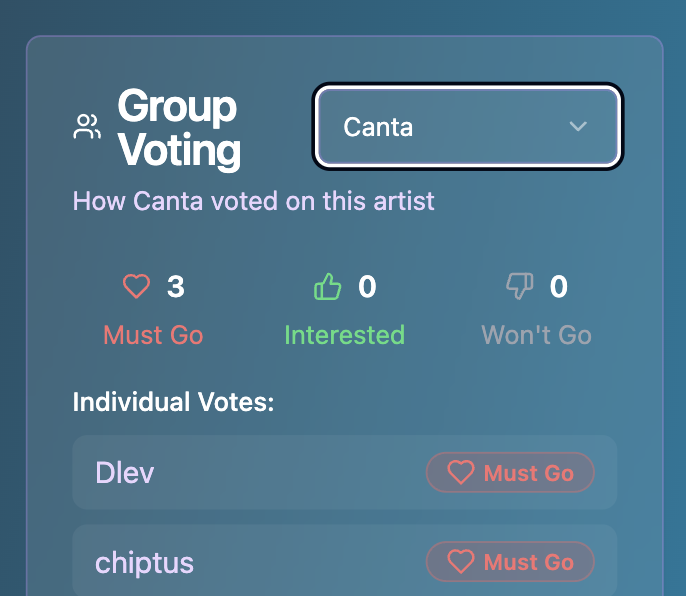 Group
Voting
Canta
How Canta voted on this artist
3
0
0
Must Go
Interested
Won't Go
Individual Votes:
Dlev
Must Go
chiptus
Must Go